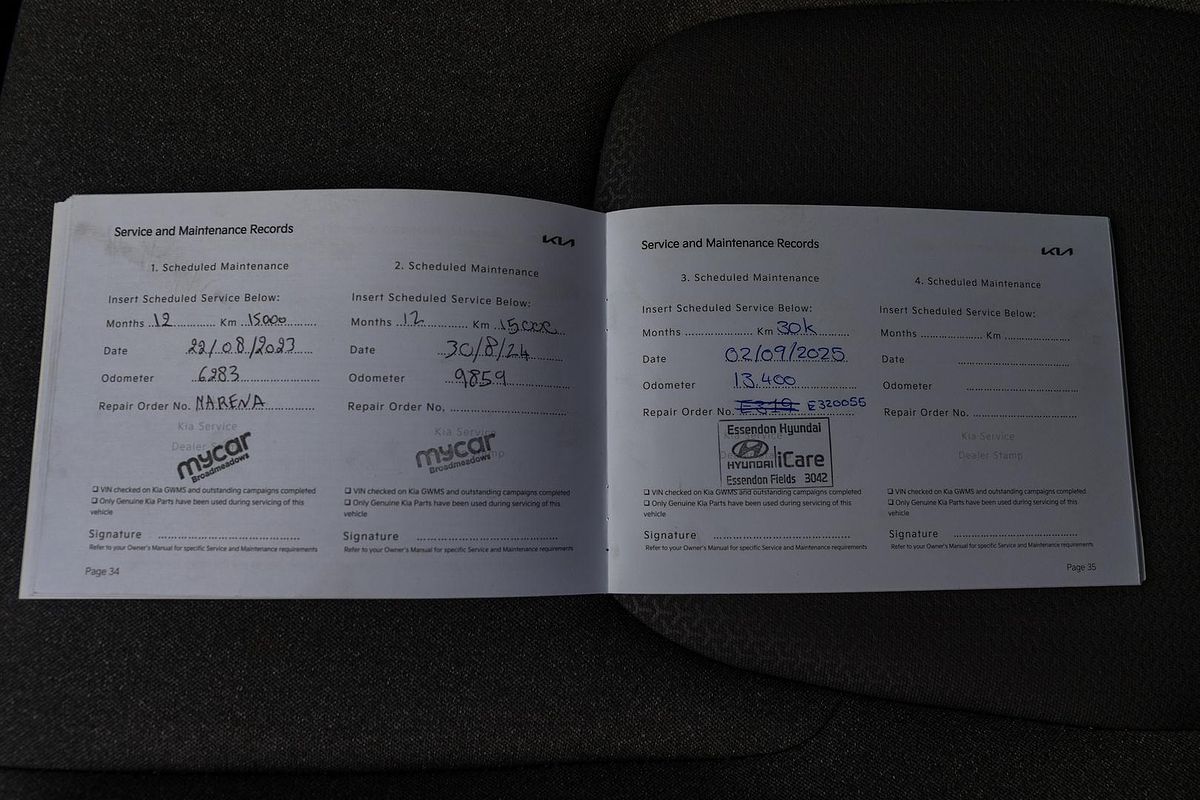 Service and Maintenance Records
KIA
1. Scheduled Maintenance
Insert Scheduled Service Below:
Months 12 Km 15000
Date 22/08/2023
Odometer 6283
Repair Order No. MARENA
Kia Service
Dealer
mycar
Broadmeadows
VIN checked on Kia GWMS and outstanding campaigns completed
Only Genuine Kia Parts have been used during servicing of this
vehicle
Signature
Refer to your Owner's Manual for specific Service and Maintenance requirements
Page 34
2. Scheduled Maintenance
Insert Scheduled Service Below:
Months 12 Km 15000
Date 30/8/24
Odometer 9859
Repair Order No.
Kia Service
mycar
Broadmeadows
VIN checked on Kia GWMS and outstanding campaigns completed
Only Genuine Kia Parts have been used during servicing of this
vehicle
Signature
Refer to your Owner's Manual for specific Service and Maintenance requirements
Service and Maintenance Records
KIA
3. Scheduled Maintenance
Insert Scheduled Service Below:
Months Km 30k
Date 02/09/2025
Odometer 13.400
Repair Order No. E319 E320055
Essendon Hyundai
HYUNDAI iCare
Essendon Fields 3042
VIN checked on Kia GWMS and outstanding campaigns completed
Only Genuine Kia Parts have been used during servicing of this
vehicle
Signature
Refer to your Owner's Manual for specific Service and Maintenance requirements
4. Scheduled Maintenance
Insert Scheduled Service Below:
Months Km
Date
Odometer
Repair Order No.
Kia Service
Dealer Stamp
VIN checked on Kia GWMS and outstanding campaigns completed
Only Genuine Kia Parts have been used during servicing of this
vehicle
Signature
Refer to your Owner's Manual for specific Service and Maintenance requirements
Page 35